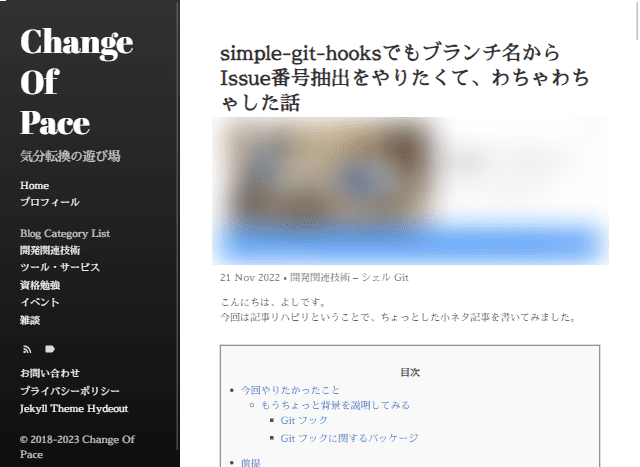 Change
Of
Pace
気分転換の遊び場
Home
プロフィール
Blog Category List
開発関連技術
ツール・サービス
資格勉強
イベント
雑談
お問い合わせ
プライバシーポリシー
Jekyll Theme Hydeout
© 2018-2023 Change Of
Pace
simple-git-hooksでもブランチ名から
Issue番号抽出をやりたくて、わちゃわち
ゃした話
21 Nov 2022 • 開発関連技術 – シェル Git
こんにちは、よしです。
今回は記事リハビリということで、ちょっとした小ネタ記事を書いてみました。
目次
今回やりたかったこと
もうちょっと背景を説明してみる
Git フック
Git フックに関するパッケージ
前提